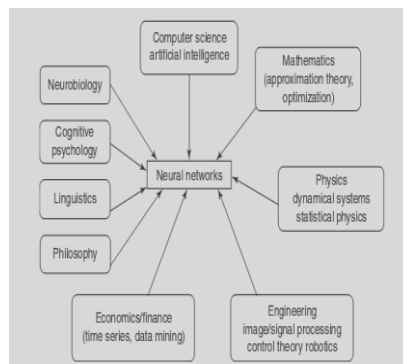 Computer science
artificial intelligence
Mathematics
(approximation theory,
optimization)
Neurobiology
Cognitive
psychology
Neural networks
Physics
dynamical systems
statistical physics
Linguistics
Philosophy
Economics/finance
(time series, data mining)
Engineering
image/signal processing
control theory robotics